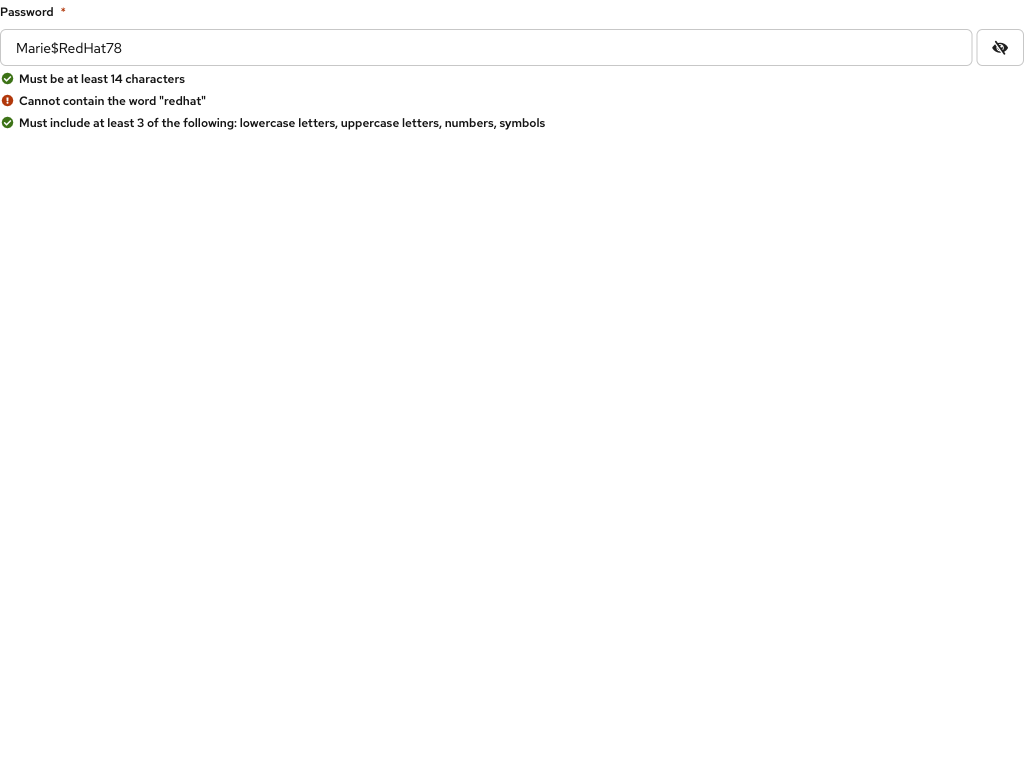 Password *
Marie$RedHat78
Must be at least 14 characters
Cannot contain the word "redhat"
Must include at least 3 of the following: lowercase letters, uppercase letters, numbers, symbols